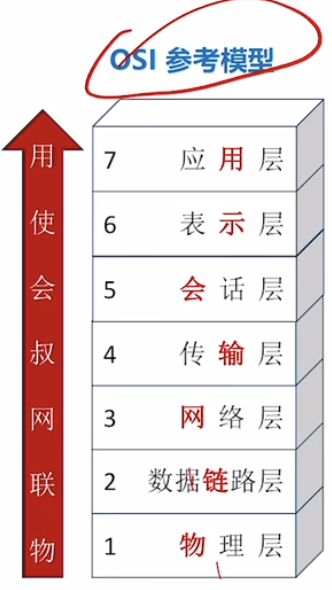 OSI 参考模型
用 7 应用层
使 6 表示层
会 5 会话层
叔 4 传输层
网 3 网络层
联 2 数据链路层
物 1 物理层